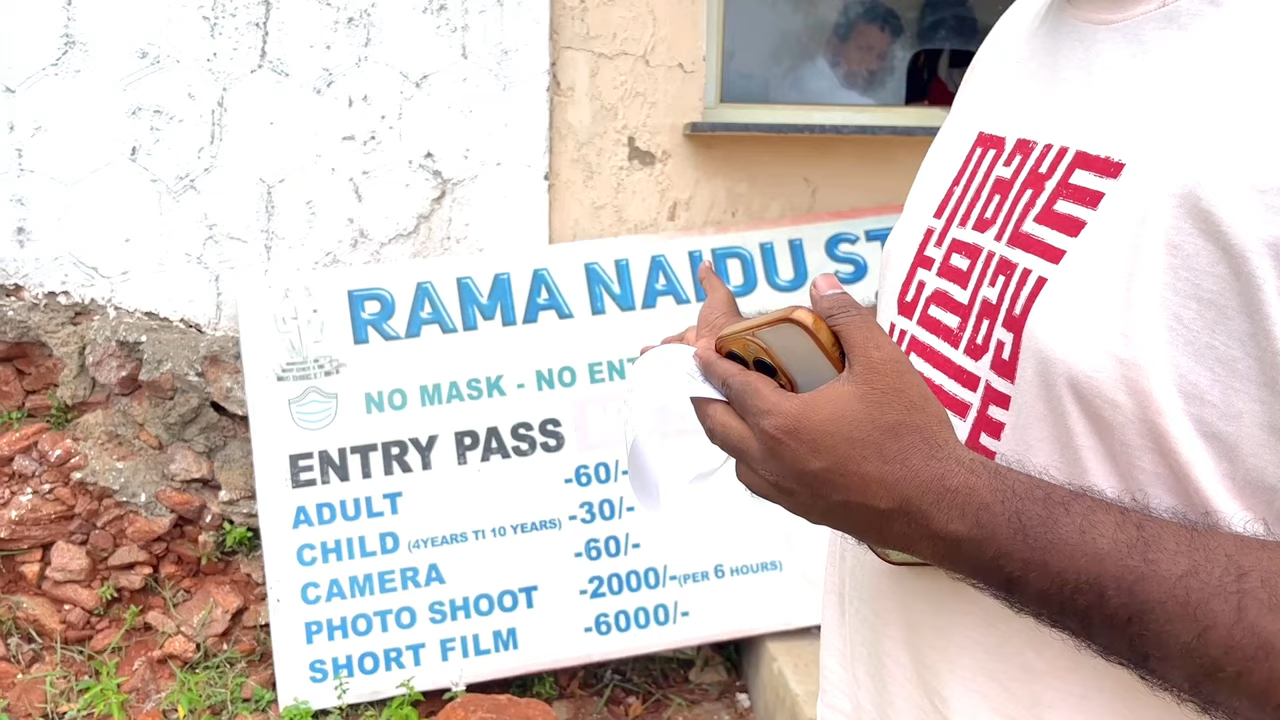 RAMA NAIDU ST
NO MASK - NO ENT
ENTRY PASS
ADULT -60/-
CHILD (4YEARS TI 10 YEARS) -30/-
CAMERA -60/-
PHOTO SHOOT -2000/-(PER 6 HOURS)
SHORT FILM -6000/-
make
today